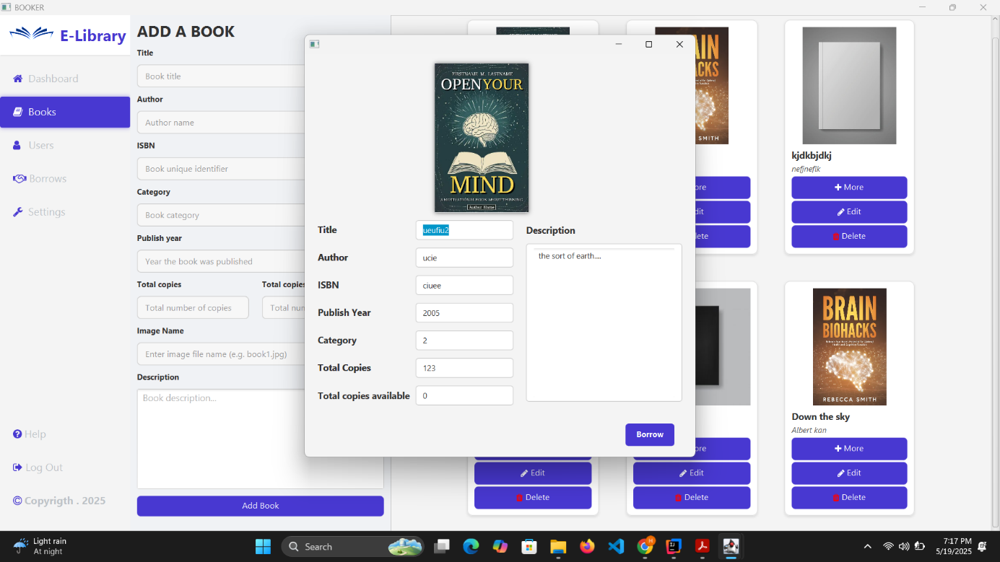 BOOKER
E-Library
Dashboard
Books
Users
Borrows
Settings
Help
Log Out
© Copyrigth . 2025
ADD A BOOK
Title
Book title
Author
Author name
ISBN
Book unique identifier
Category
Book category
Publish year
Year the book was published
Total copies
Total copies
Total number of copies
Total nun
Image Name
Enter image file name (e.g. book1.jpg)
Description
Book description...
Add Book
FIRSTNAME M. LASTNAME
OPEN YOUR
MIND
A MOTIVATIONAL BOOK ABOUT THINKING
Author Name
Title
ueufiu2
Author
ucie
ISBN
ciuee
Publish Year
2005
Category
2
Total Copies
123
Total copies available
0
Description
the sort of earth....
Borrow
AIN
ACKS
SMITH
ore
dit
lete
kjdkbjdkj
nefjneflk
More
Edit
Delete
Edit
Delete
ore
Edit
Delete
BRAIN
BIOHACKS
REBECCA SMITH
Down the sky
Albert kan
More
Edit
Delete
Light rain
At night
Search
7:17 PM
5/19/2025